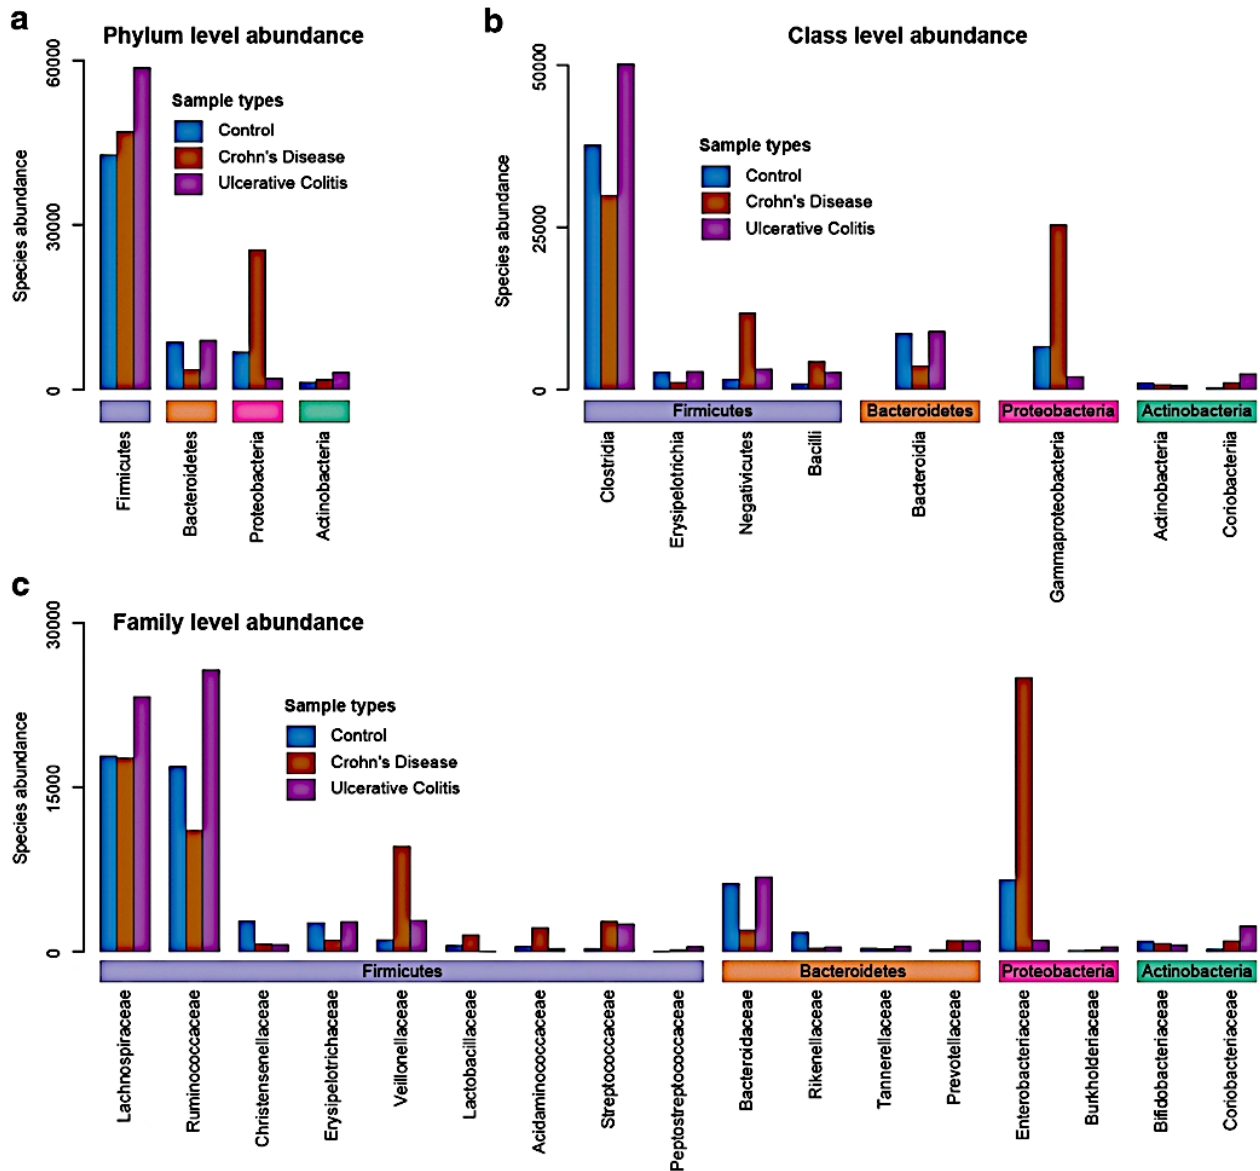 a
Phylum level abundance
Species abundance
60000
30000
0
Sample types
Control
Crohn's Disease
Ulcerative Colitis
Firmicutes
Bacteroidetes
Proteobacteria
Actinobacteria
b
Class level abundance
Species abundance
50000
25000
0
Sample types
Control
Crohn's Disease
Ulcerative Colitis
Firmicutes
Bacteroidetes
Proteobacteria
Actinobacteria
Clostridia
Erysipelotrichia
Negativicutes
Bacilli
Bacteroidia
Gammaproteobacteria
Actinobacteria
Coriobacteriia
c
Family level abundance
Species abundance
30000
15000
0
Sample types
Control
Crohn's Disease
Ulcerative Colitis
Firmicutes
Bacteroidetes
Proteobacteria
Actinobacteria
Lachnospiraceae
Ruminococcaceae
Christensenellaceae
Erysipelotrichaceae
Veillonellaceae
Lactobacillaceae
Acidaminococcaceae
Streptococcaceae
Peptostreptococcaceae
Bacteroidaceae
Rikenellaceae
Tannerellaceae
Prevotellaceae
Enterobacteriaceae
Burkholderiaceae
Bifidobacteriaceae
Coriobacteriaceae